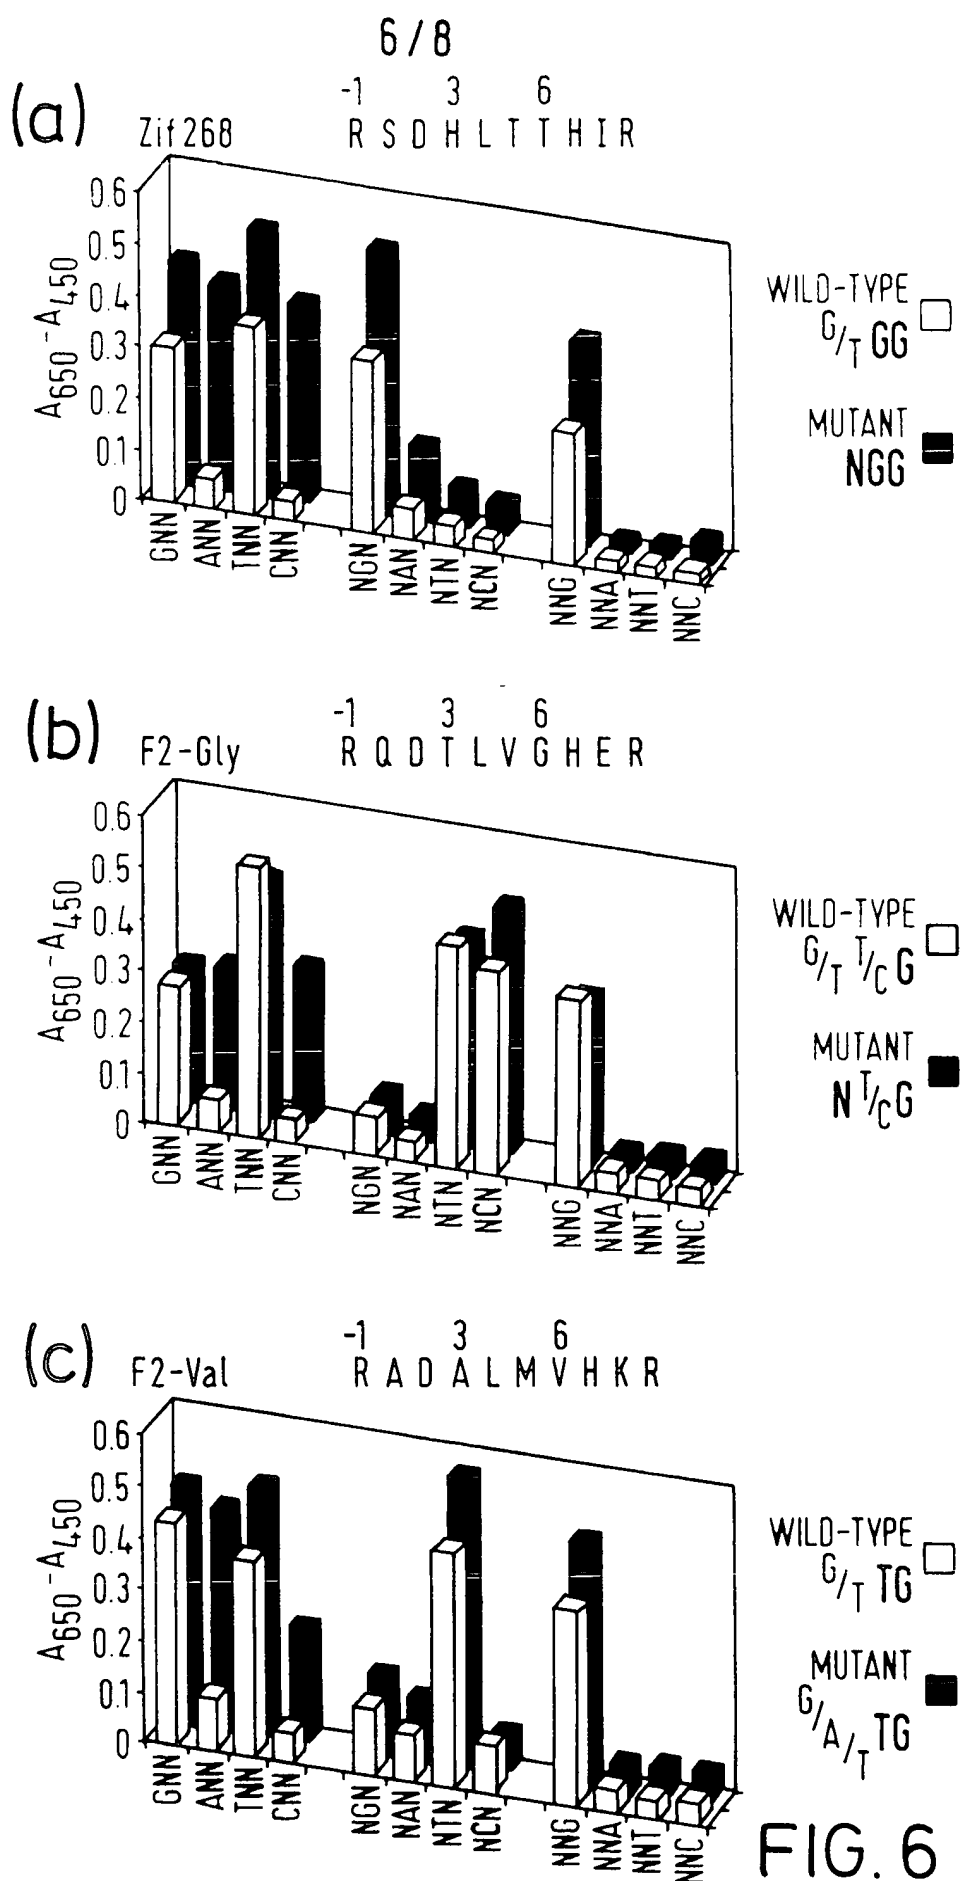 6/8
(a)
-1 3 6
Zif268 R S D H L T T H I R
0.6
0.5
0.4
0.3
0.2
0.1
0
A650-A450
GNN ANN TNN CNN NGN NAN NTN NCN NNG NNA NNT NNC
WILD-TYPE
G/T GG
MUTANT
NGG
(b)
-1 3 6
F2-Gly R Q D T L V G H E R
0.6
0.5
0.4
0.3
0.2
0.1
0
A650-A450
GNN ANN TNN CNN NGN NAN NTN NCN NNG NNA NNT NNC
WILD-TYPE
G/T T/C G
MUTANT
N T/C G
(c)
-1 3 6
F2-Val R A D A L M V H K R
0.6
0.5
0.4
0.3
0.2
0.1
0
A650-A450
GNN ANN TNN CNN NGN NAN NTN NCN NNG NNA NNT NNC
WILD-TYPE
G/T TG
MUTANT
G/A/T TG
FIG. 6